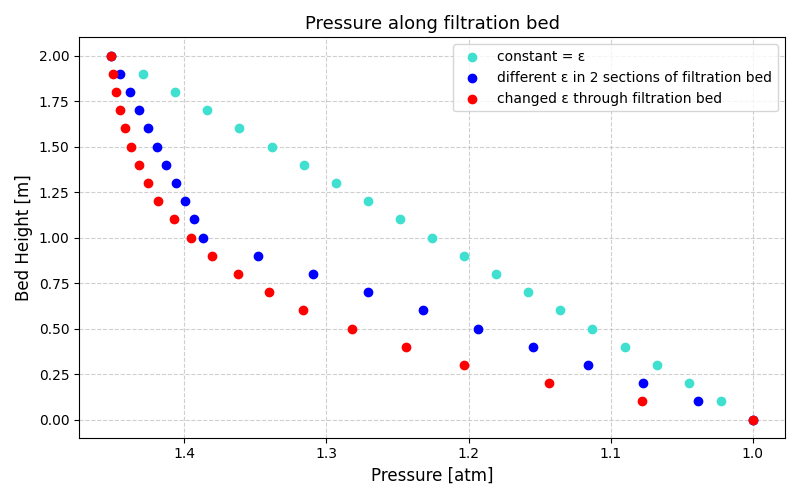 Pressure along filtration bed
constant = ε
different ε in 2 sections of filtration bed
changed ε through filtration bed
Bed Height [m]
2.00
1.75
1.50
1.25
1.00
0.75
0.50
0.25
0.00
1.4 1.3 1.2 1.1 1.0
Pressure [atm]